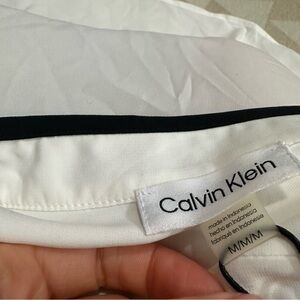 Calvin Klein
made in Indonesia
hecho en Indonesia
fabriqué en Indonésie
M/M/M